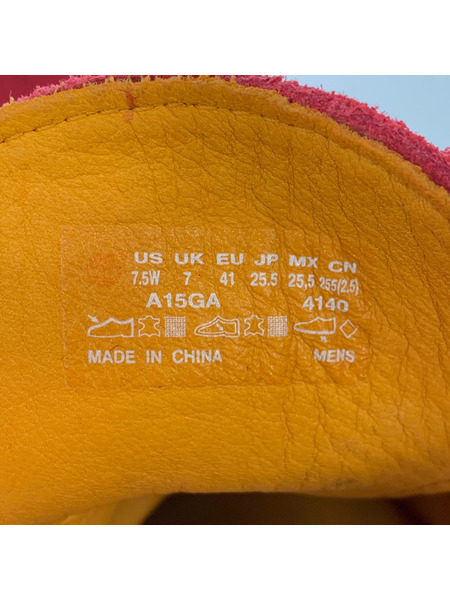 US UK EU JP MX CN
7.5W 7 41 25.5 25,5 255(2.5)
A15GA 4140
MADE IN CHINA MENS